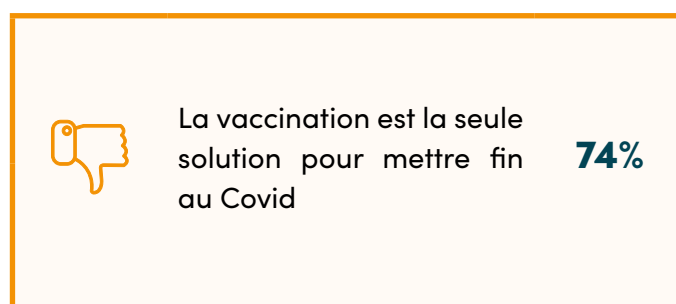 La vaccination est la seule
solution pour mettre fin
au Covid
74%